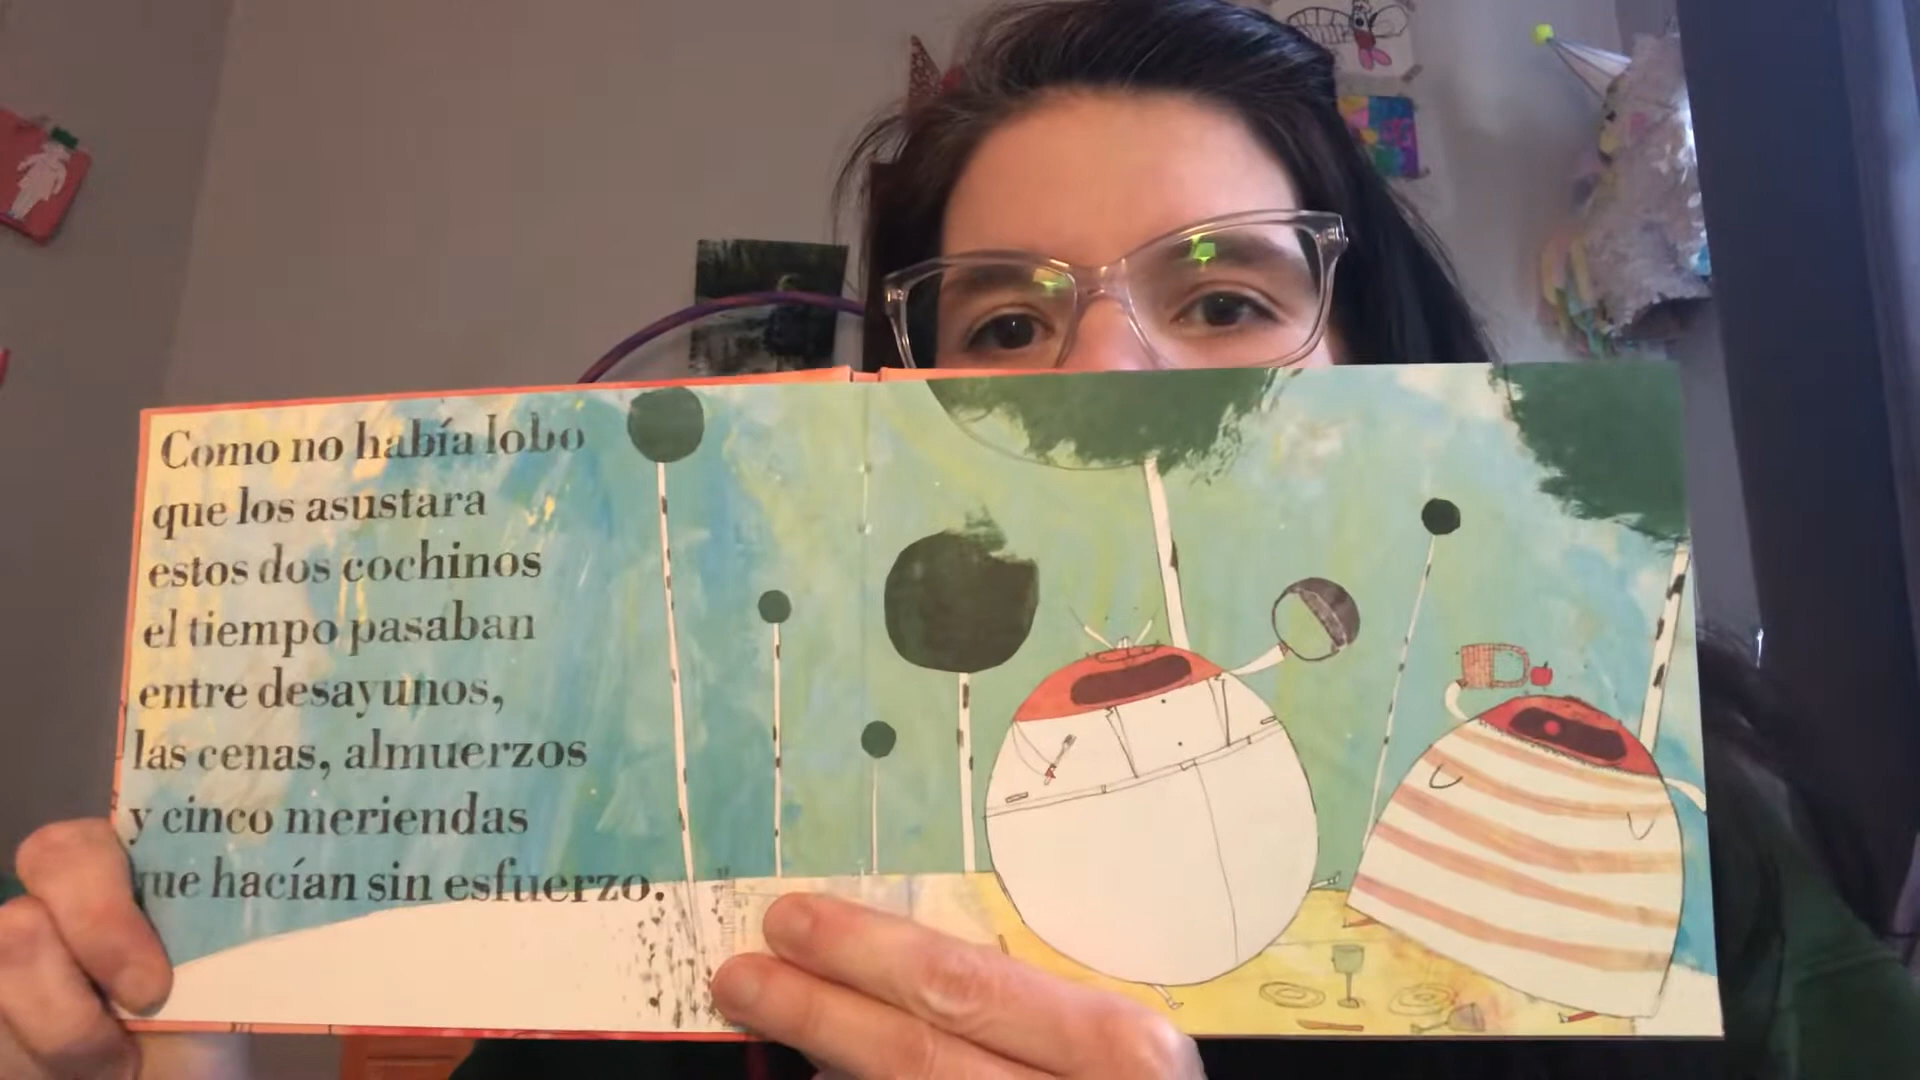 Como no había lobo
que los asustara
estos dos cochinos
el tiempo pasaban
entre desayunos,
las cenas, almuerzos
y cinco meriendas
que hacían sin esfuerzo.